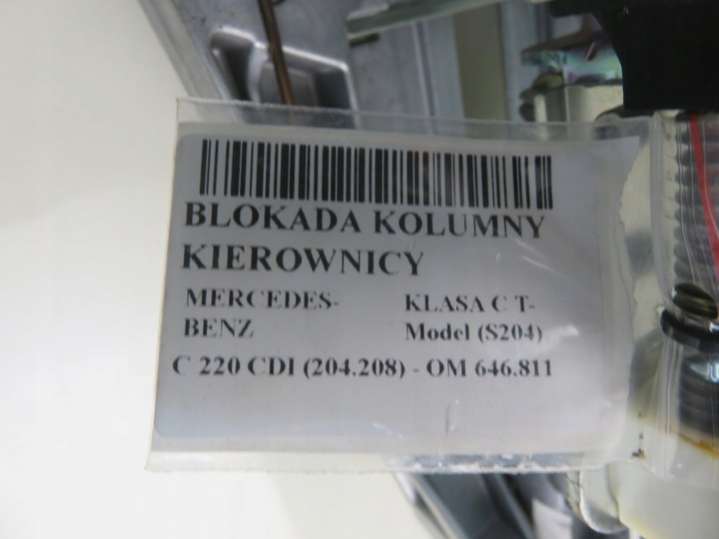 BLOKADA KOLUMNY
KIEROWNICY
MERCEDES- KLASA C T-
BENZ Model (S204)
C 220 CDI (204.208) - OM 646.811